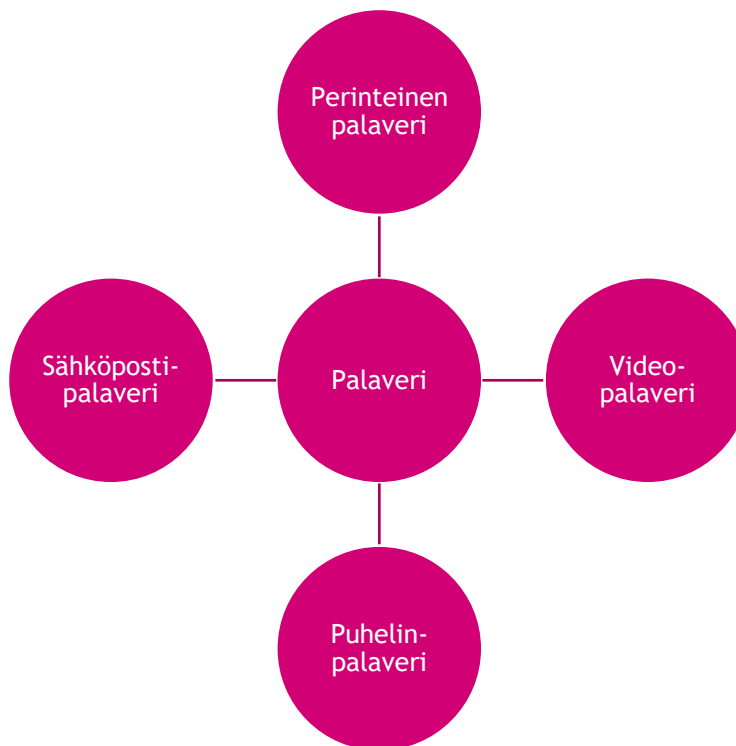 Perinteinen
palaveri
Sähköposti-
palaveri
Palaveri
Video-
palaveri
Puhelin-
palaveri